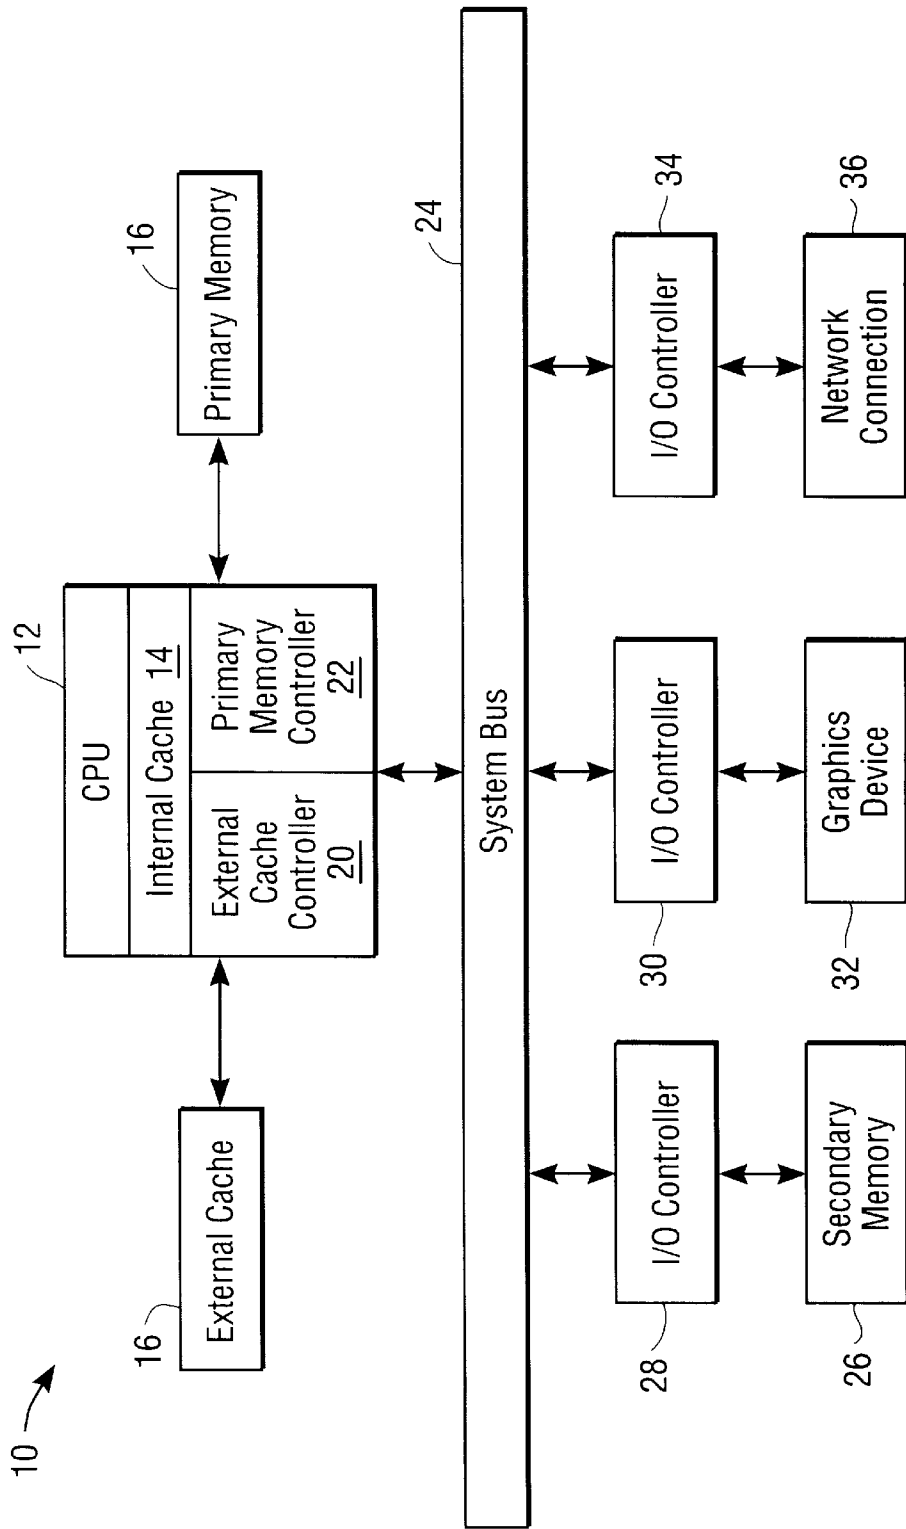 10
12
CPU
Internal Cache 14
External
Cache
Controller
20
Primary
Memory
Controller
22
16
External Cache
16
Primary Memory
24
System Bus
28
I/O Controller
30
I/O Controller
34
I/O Controller
26
Secondary
Memory
32
Graphics
Device
36
Network
Connection